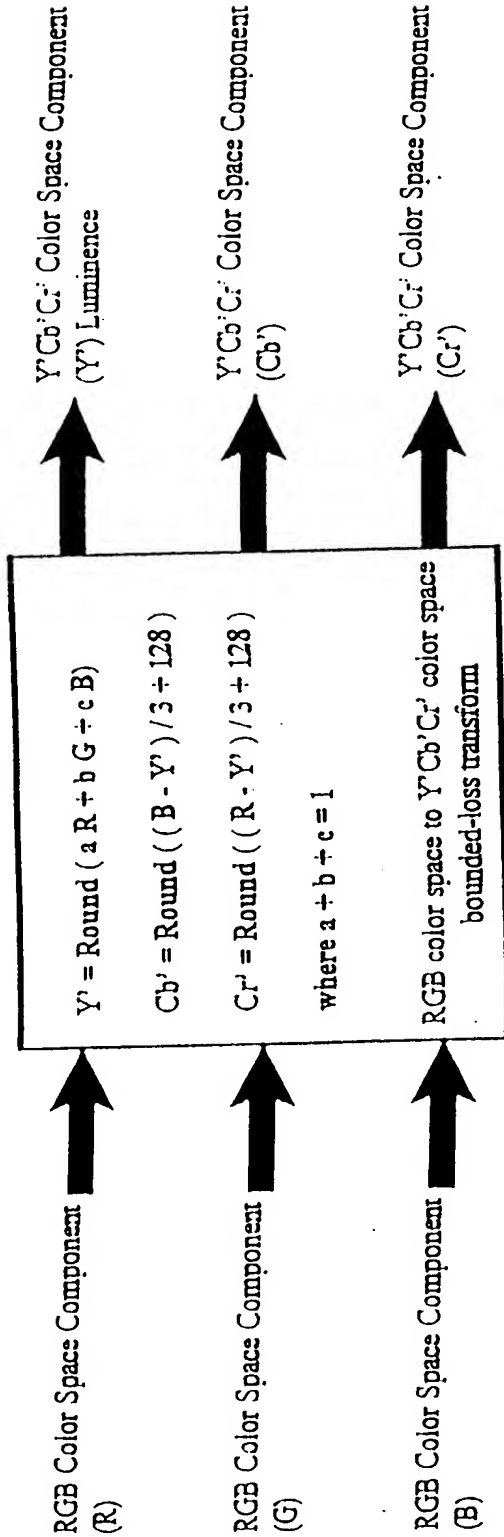 RGB Color Space Component
(R)
RGB Color Space Component
(G)
RGB Color Space Component
(B)
Y' = Round ( a R ÷ b G ÷ c B)
Cb' = Round ( ( B - Y' ) / 3 ÷ 128 )
Cr' = Round ( ( R - Y' ) / 3 ÷ 128 )
where a ÷ b ÷ c = 1
RGB color space to Y'Cb'Cr' color space
bounded-loss transform
Y'Cb'Cr' Color Space Component
(Y') Luminence
Y'Cb'Cr' Color Space Component
(Cb')
Y'Cb'Cr' Color Space Component
(Cr')